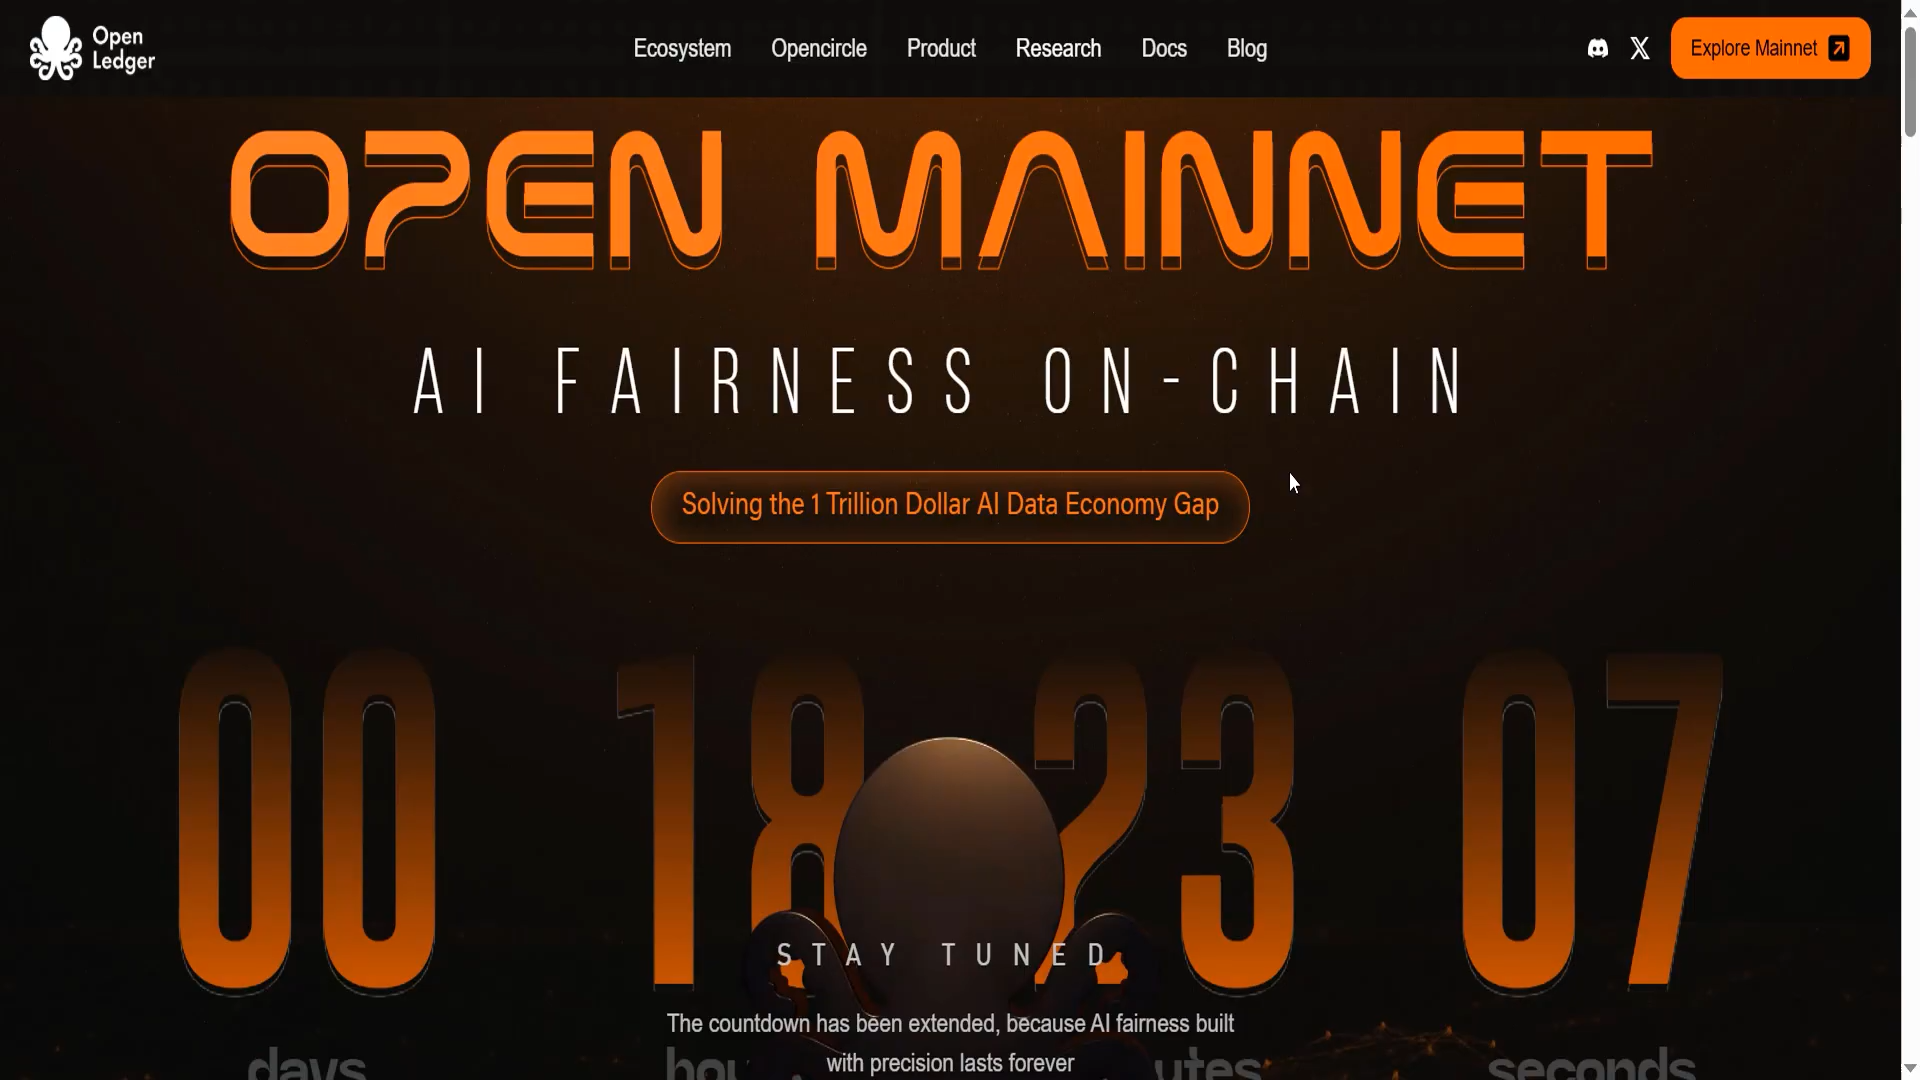 Open
Ledger
Ecosystem
Opencircle
Product
Research
Docs
Blog
Explore Mainnet
OPEN MAINNET
AI FAIRNESS ON-CHAIN
Solving the 1 Trillion Dollar AI Data Economy Gap
00 18 23 07
STAY TUNED
The countdown has been extended, because AI fairness built
with precision lasts forever
days
seconds